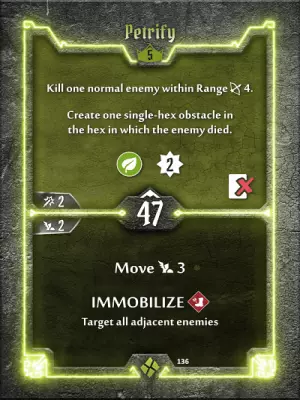 Petrify
5
Kill one normal enemy within Range 4.
Create one single-hex obstacle in
the hex in which the enemy died.
2
2
47
2
Move 3
IMMOBILIZE
Target all adjacent enemies
136